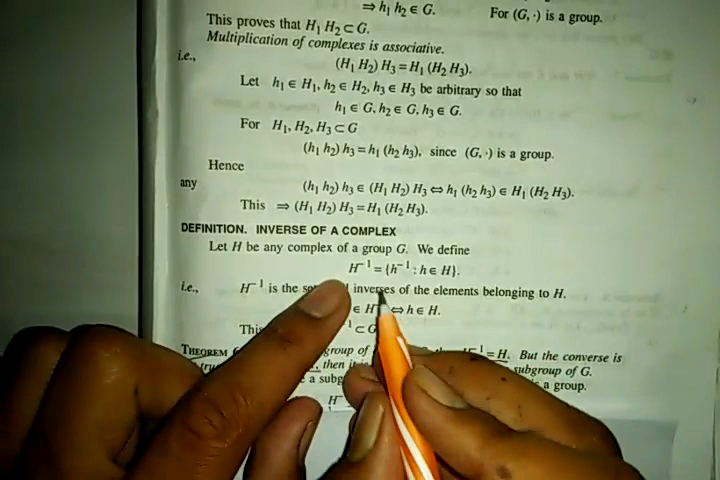 ⇒ h₁ h₂ ∈ G. For (G, ·) is a group.
This proves that H₁ H₂ ⊂ G.
Multiplication of complexes is associative.
i.e., (H₁ H₂) H₃ = H₁ (H₂ H₃).
Let h₁ ∈ H₁, h₂ ∈ H₂, h₃ ∈ H₃ be arbitrary so that
h₁ ∈ G, h₂ ∈ G, h₃ ∈ G.
For H₁, H₂, H₃ ⊂ G
(h₁ h₂) h₃ = h₁ (h₂ h₃), since (G, ·) is a group.
Hence
any (h₁ h₂) h₃ ∈ (H₁ H₂) H₃ ⇔ h₁ (h₂ h₃) ∈ H₁ (H₂ H₃).
This ⇒ (H₁ H₂) H₃ = H₁ (H₂ H₃).
DEFINITION. INVERSE OF A COMPLEX
Let H be any complex of a group G. We define
H⁻¹ = {h⁻¹ : h ∈ H}.
i.e., H⁻¹ is the inverses of the elements belonging to H.
∈ H ⇔ h ∈ H.
⊂ G
THEOREM group of = H. But the converse is
then subgroup of G.
a a group.
H